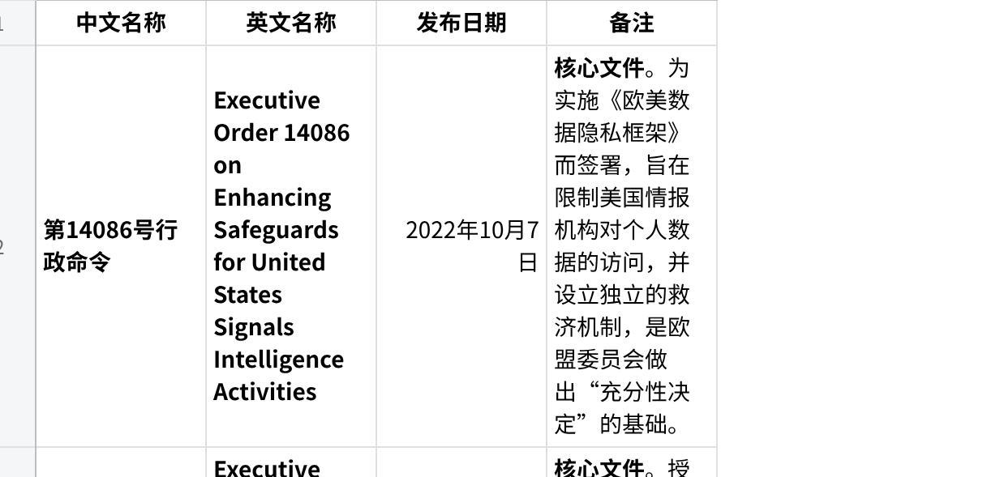 中文名称 英文名称 发布日期 备注
第14086号行
政命令
Executive
Order 14086
on
Enhancing
Safeguards
for United
States
Signals
Intelligence
Activities
2022年10月7
日
核心文件。为
实施《欧美数
据隐私框架》
而签署，旨在
限制美国情报
机构对个人数
据的访问，并
设立独立的救
济机制，是欧
盟委员会做
出“充分性决
定”的基础。
Executive
核心文件。授